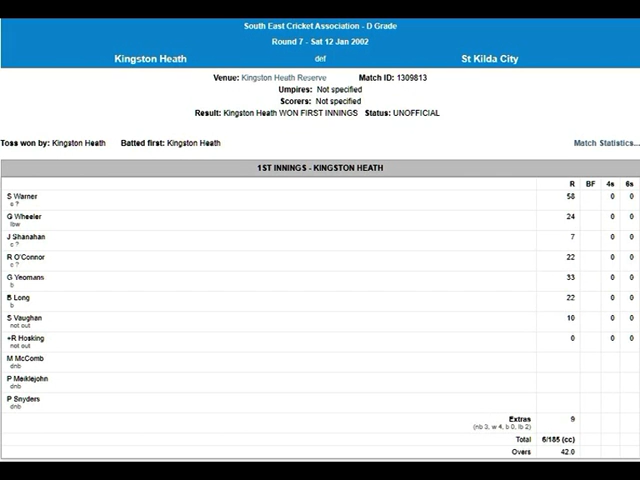 South East Cricket Association - D Grade
Round 7 - Sat 12 Jan 2002
Kingston Heath dnf St Kilda City
Venue: Kingston Heath Reserve Match ID: 1309813
Umpires: Not specified
Scorers: Not specified
Result: Kingston Heath WON FIRST INNINGS Status: UNOFFICIAL
Toss won by: Kingston Heath Batted first: Kingston Heath Match Statistics...
1ST INNINGS - KINGSTON HEATH
R BF 4s 6s
S Warner 58 0 0
c ?
G Wheeler 24 0 0
lbw
J Shanahan 7 0 0
c ?
R O'Connor 22 0 0
c ?
G Yeomans 33 0 0
b
B Long 22 0 0
b
S Vaughan 10 0 0
not out
+R Hosking 0 0 0
not out
M McComb
dnb
P Meiklejohn
dnb
P Snyders
dnb
Extras 9
(nb 3, w 4, b 0, lb 2)
Total 6/185 (cc)
Overs 42.0